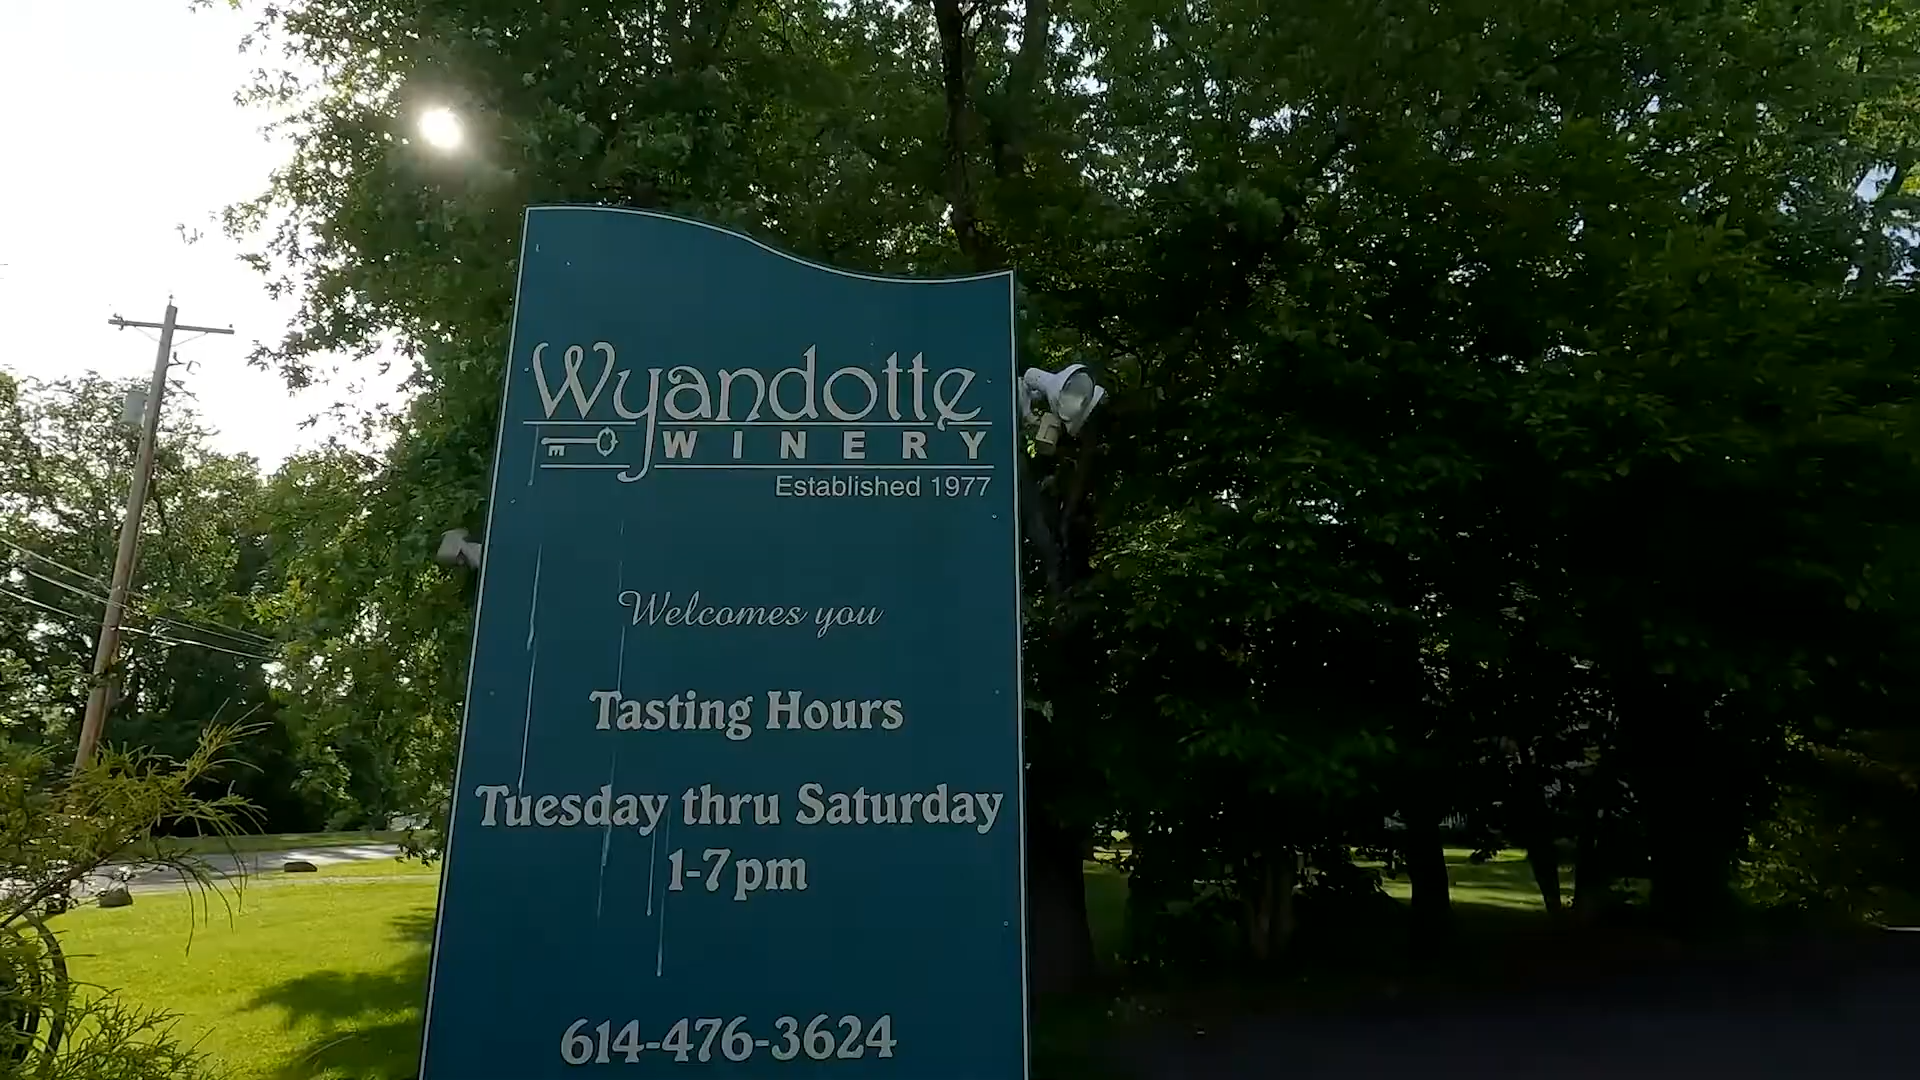 Wyandotte
WINERY
Established 1977
Welcomes you
Tasting Hours
Tuesday thru Saturday
1-7pm
614-476-3624